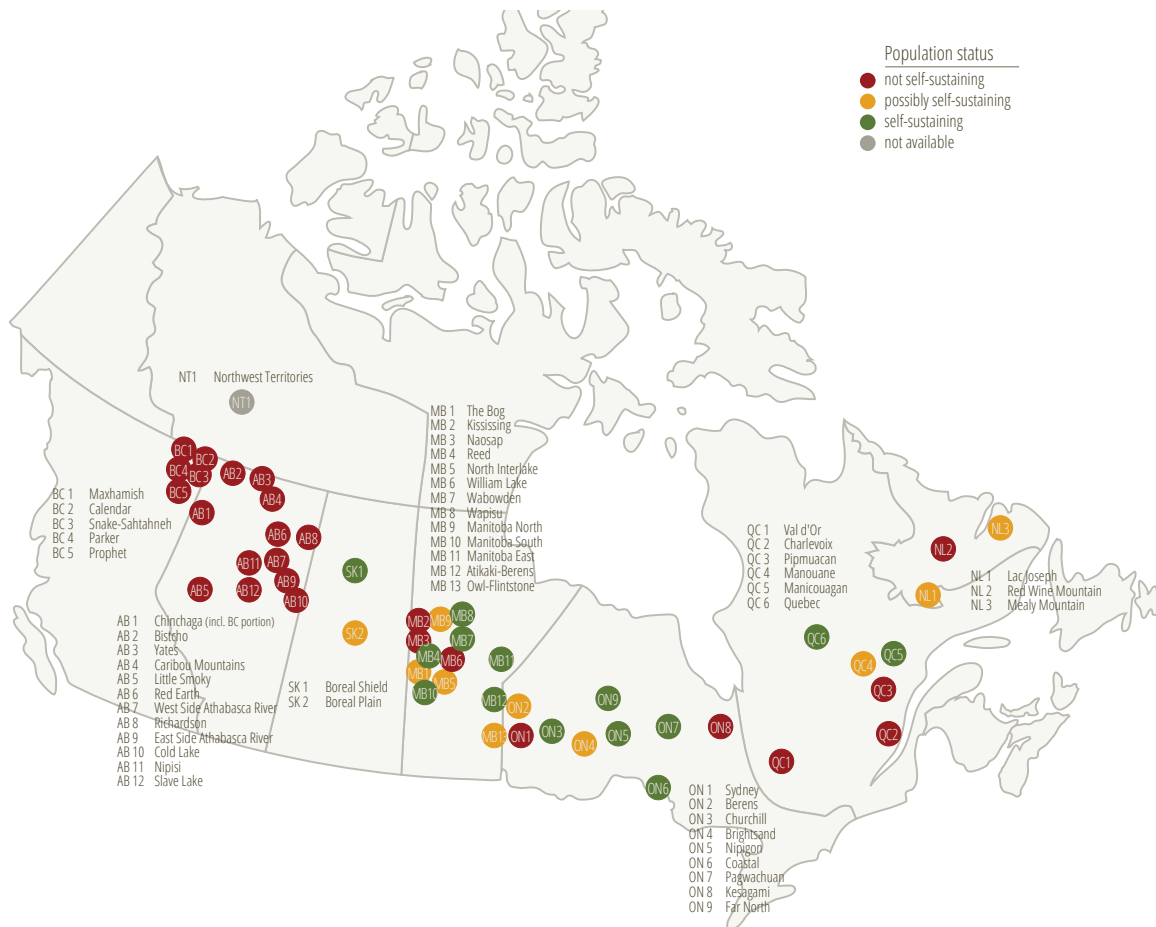 Population status
not self-sustaining
possibly self-sustaining
self-sustaining
not available
NT1 Northwest Territories
NT1
MB 1 The Bog
MB 2 Kississing
MB 3 Naosap
MB 4 Reed
MB 5 North Interlake
MB 6 William Lake
MB 7 Wabowden
MB 8 Wapisu
MB 9 Manitoba North
MB 10 Manitoba South
MB 11 Manitoba East
MB 12 Atikaki-Berens
MB 13 Owl-Flintstone
BC1
BC2
BC4
BC3
BC5
AB2
AB3
AB4
AB1
BC 1 Maxhamish
BC 2 Calendar
BC 3 Snake-Sahtahneh
BC 4 Parker
BC 5 Prophet
AB6
AB8
AB11
AB7
AB9
AB5
AB12
AB10
SK1
SK2
AB 1 Chinchaga (incl. BC portion)
AB 2 Bistcho
AB 3 Yates
AB 4 Caribou Mountains
AB 5 Little Smoky
AB 6 Red Earth
AB 7 West Side Athabasca River
AB 8 Richardson
AB 9 East Side Athabasca River
AB 10 Cold Lake
AB 11 Nipisi
AB 12 Slave Lake
SK 1 Boreal Shield
SK 2 Boreal Plain
MB2
MB9
MB8
MB3
MB7
MB4
MB6
MB11
MB1
MB5
MB10
MB12
MB13
ON2
ON1
ON3
ON4
ON9
ON5
ON7
ON8
ON6
ON 1 Sydney
ON 2 Berens
ON 3 Churchill
ON 4 Brightsand
ON 5 Nipigon
ON 6 Coastal
ON 7 Pagwachuan
ON 8 Kesagami
ON 9 Far North
QC 1 Val d'Or
QC 2 Charlevoix
QC 3 Pipmuacan
QC 4 Manouane
QC 5 Manicouagan
QC 6 Quebec
NL3
NL2
NL1
NL 1 Lac Joseph
NL 2 Red Wine Mountain
NL 3 Mealy Mountain
QC6
QC5
QC4
QC3
QC2
QC1